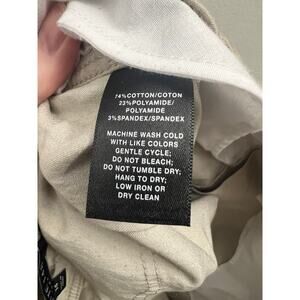 74%COTTON/COTON
23%POLYAMIDE/
POLYAMIDE
3%SPANDEX/SPANDEX
MACHINE WASH COLD
WITH LIKE COLORS
GENTLE CYCLE;
DO NOT BLEACH;
DO NOT TUMBLE DRY;
HANG TO DRY;
LOW IRON OR
DRY CLEAN